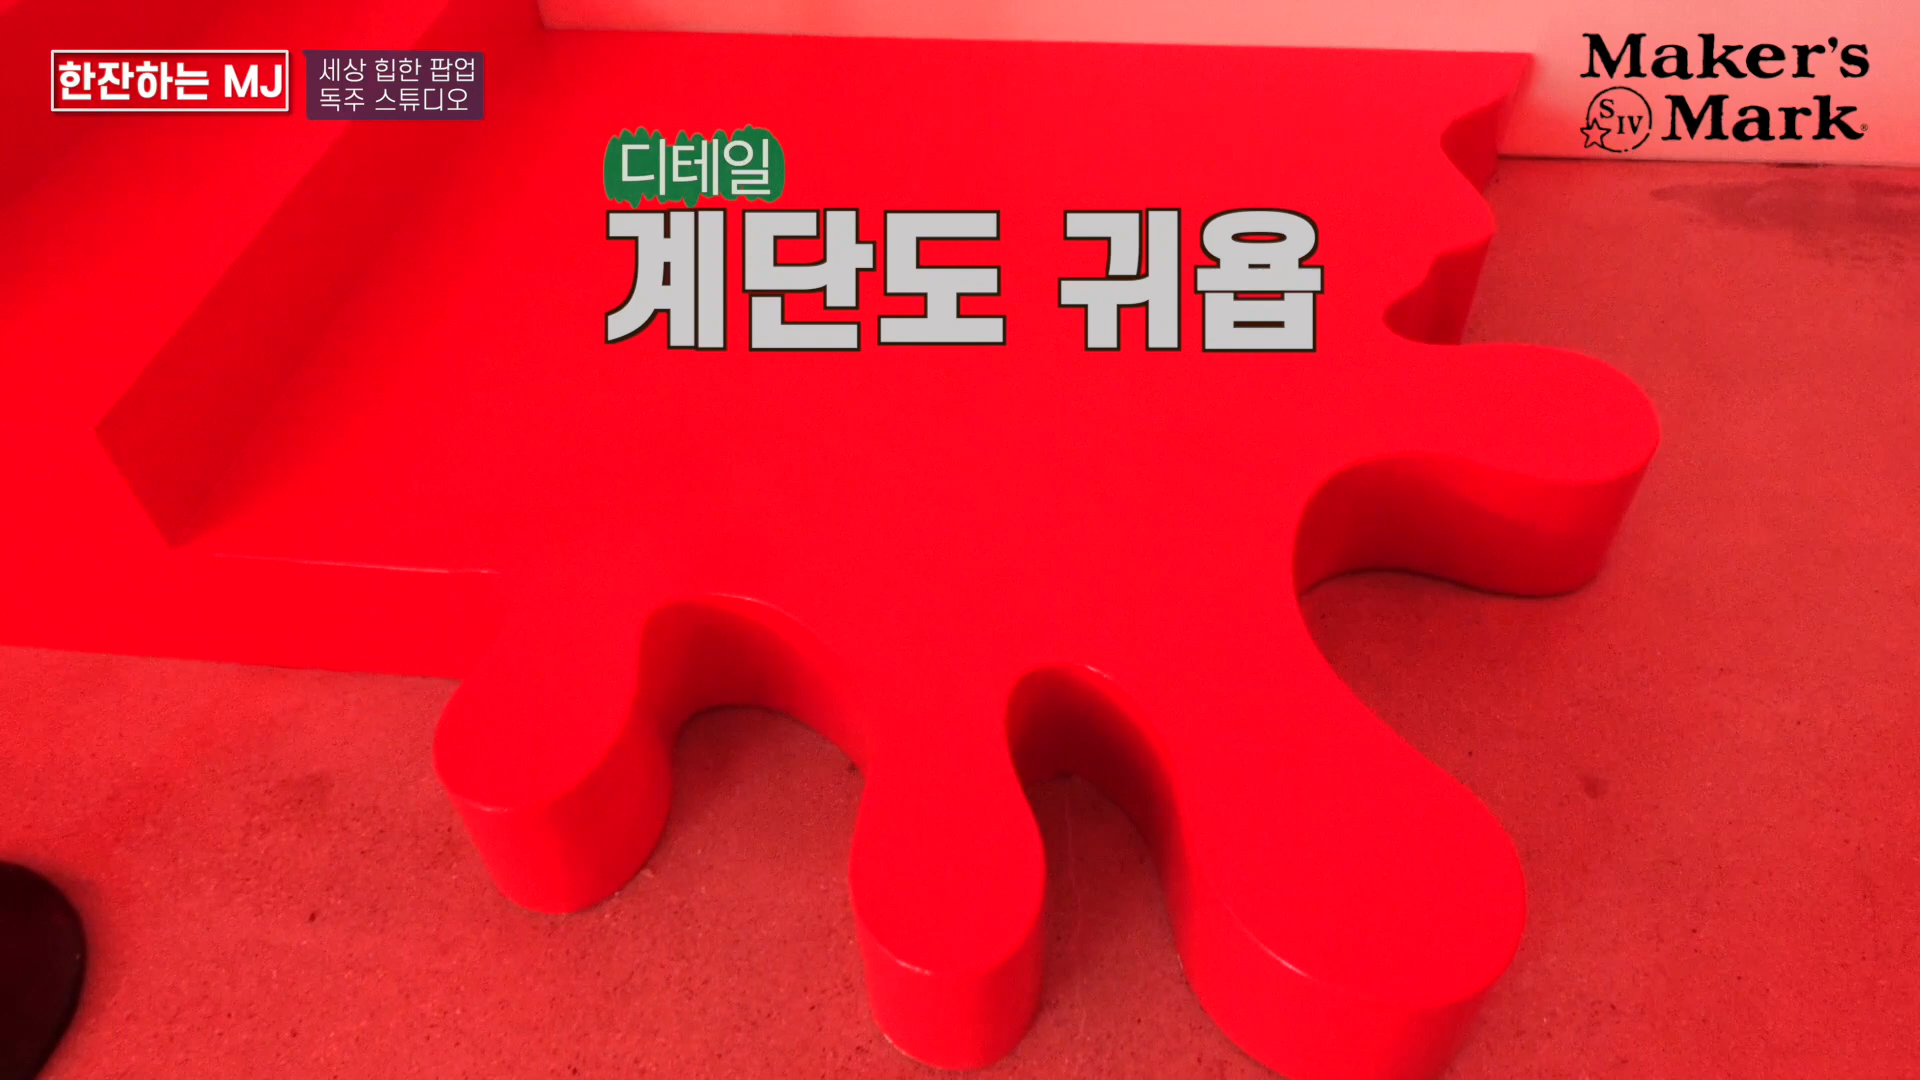 한잔하는 MJ
세상 힙한 팝업
독주 스튜디오
Maker's
SIV Mark®
디테일
계단도 귀욥